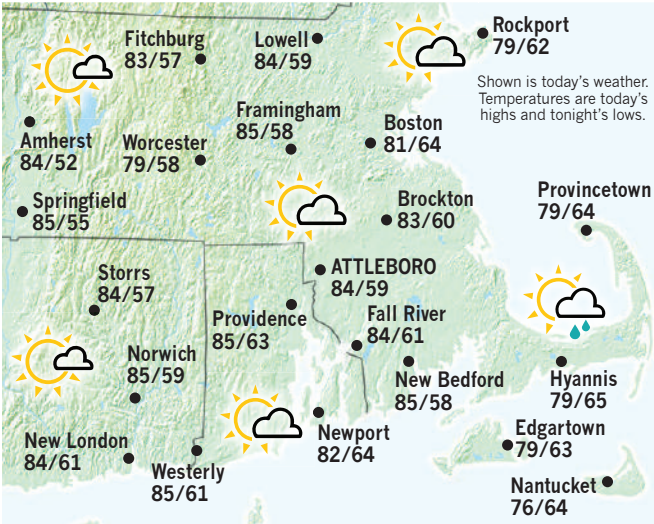 Rockport
79/62
Fitchburg
83/57
Lowell
84/59
Shown is today’s weather.
Temperatures are today’s
highs and tonight’s lows.
Framingham
85/58
Boston
81/64
Amherst
84/52
Worcester
79/58
Springfield
85/55
Brockton
83/60
Provincetown
79/64
Storrs
84/57
ATTLEBORO
84/59
Providence
85/63
Fall River
84/61
Norwich
85/59
New Bedford
85/58
Hyannis
79/65
New London
84/61
Westerly
85/61
Newport
82/64
Edgartown
79/63
Nantucket
76/64